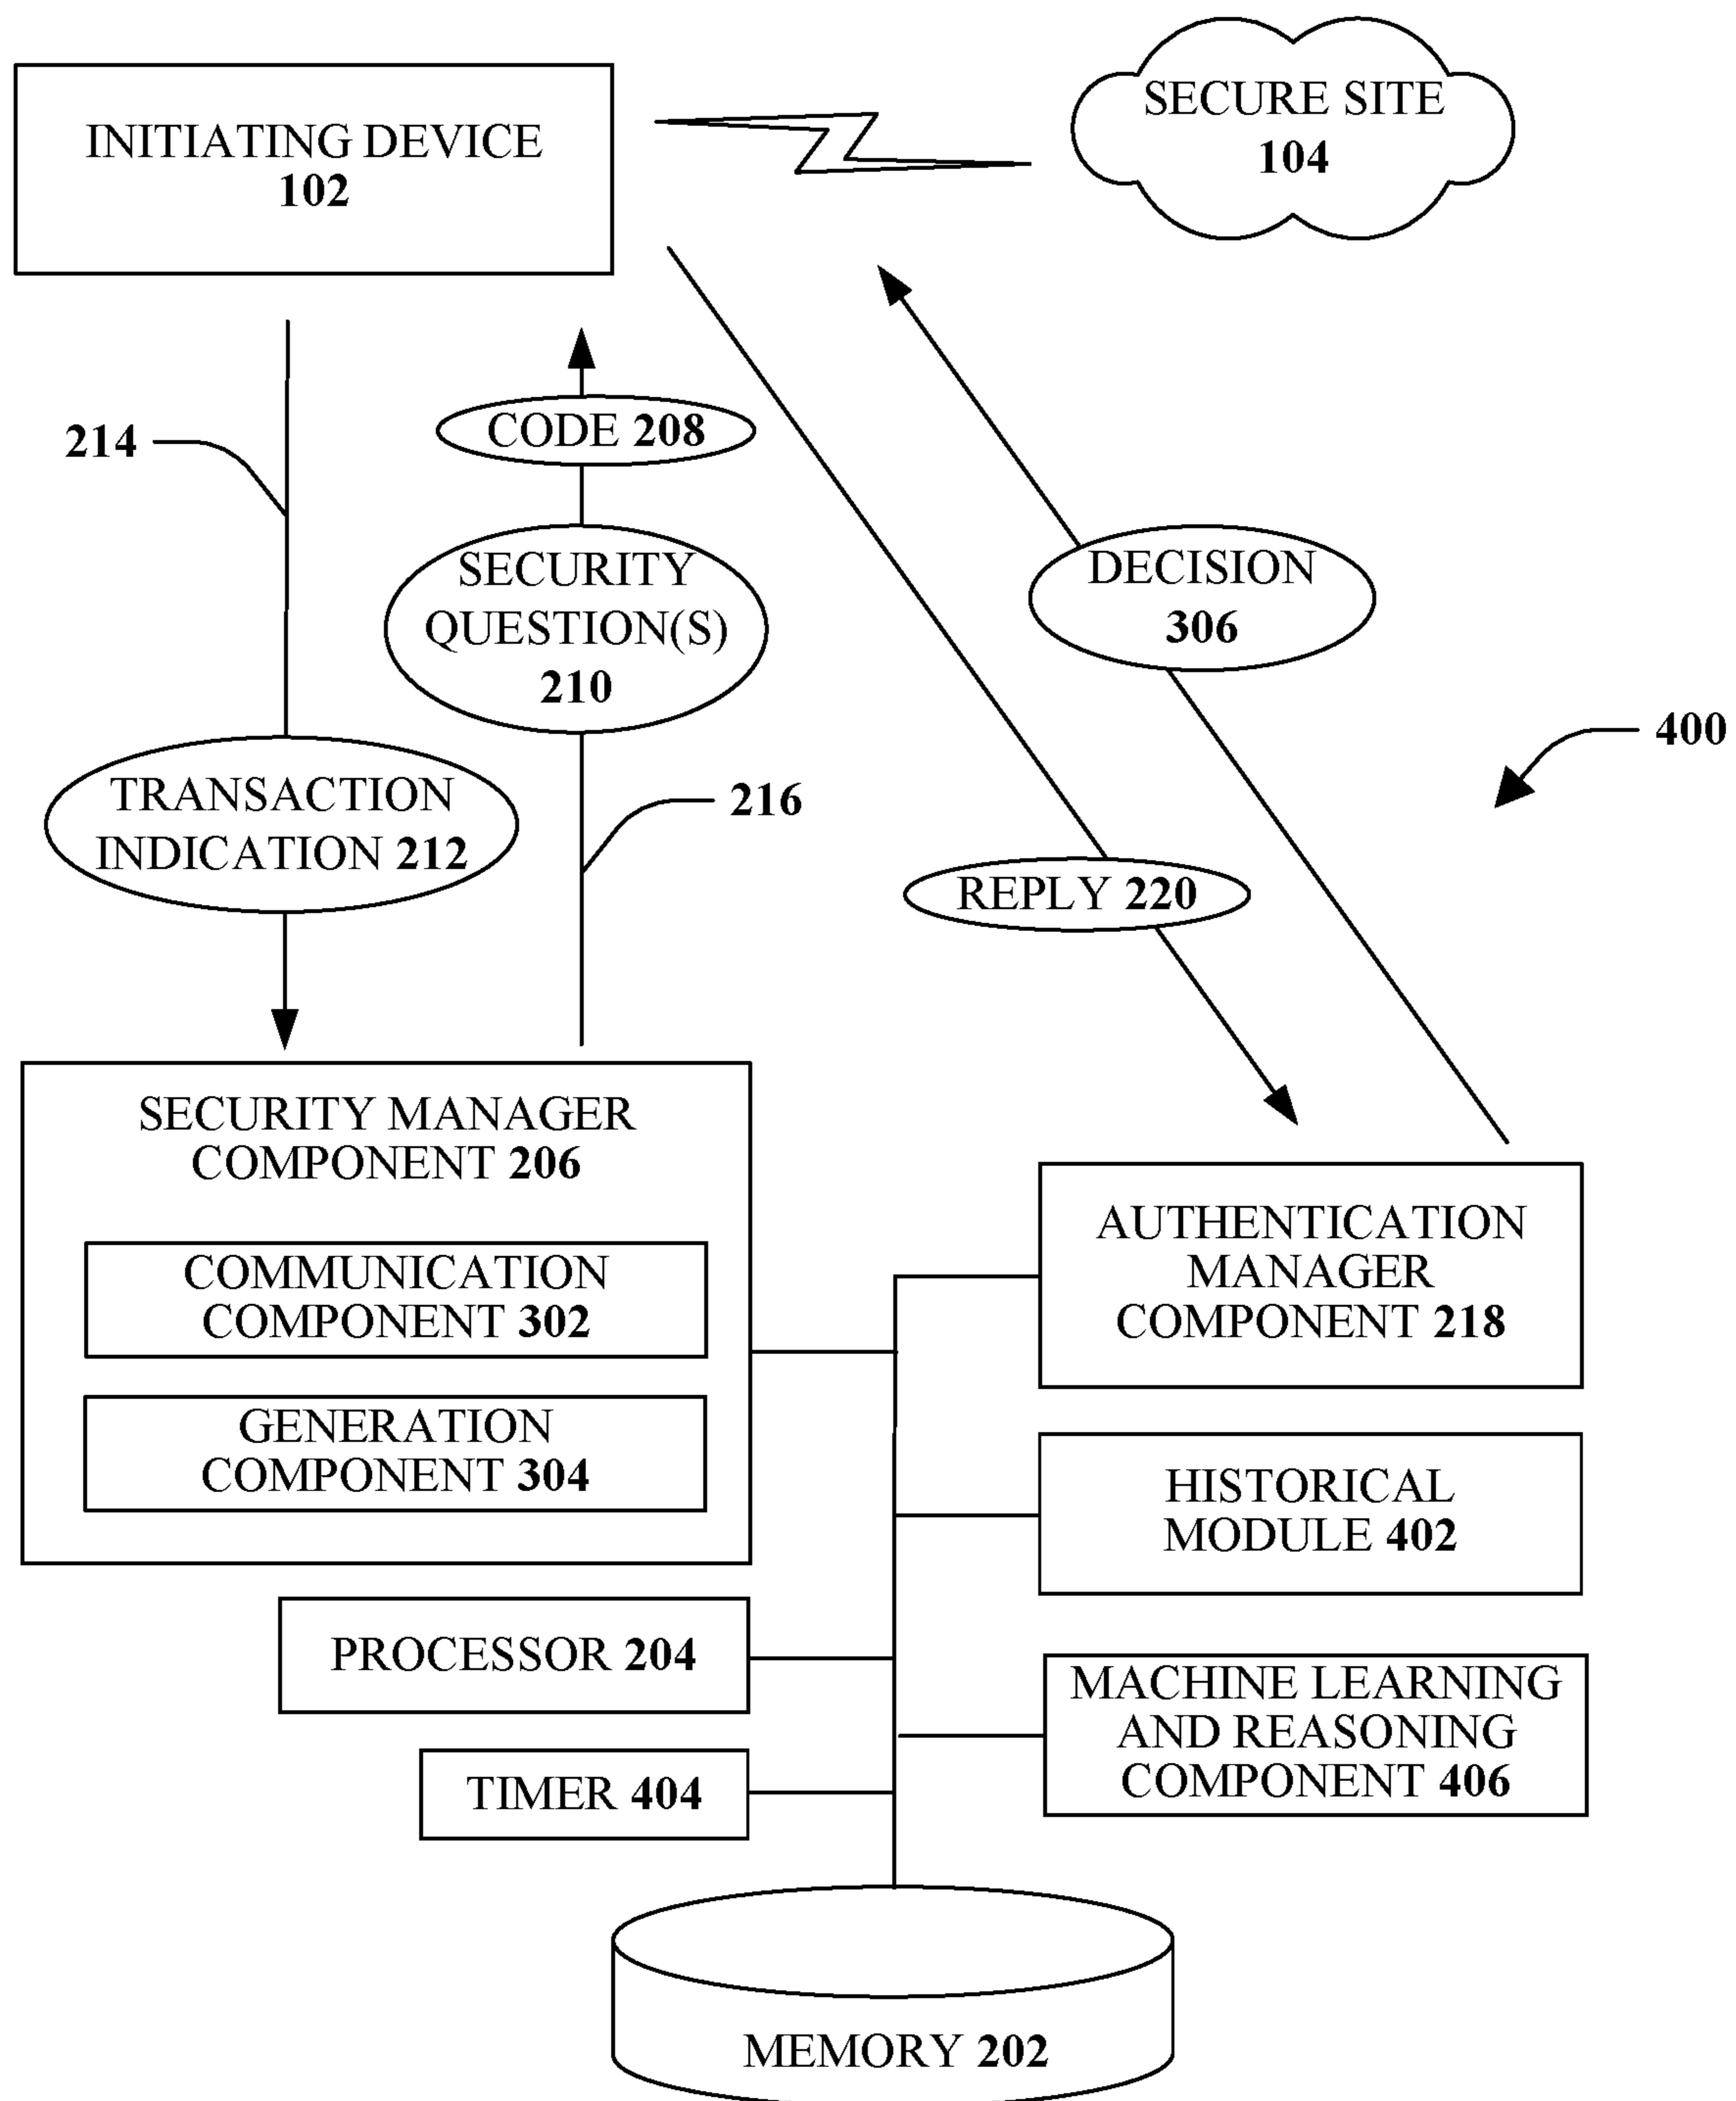 INITIATING DEVICE
102
SECURE SITE
104
214
CODE 208
SECURITY
QUESTION(S)
210
DECISION
306
400
TRANSACTION
INDICATION 212
216
REPLY 220
SECURITY MANAGER
COMPONENT 206
COMMUNICATION
COMPONENT 302
GENERATION
COMPONENT 304
AUTHENTICATION
MANAGER
COMPONENT 218
HISTORICAL
MODULE 402
PROCESSOR 204
MACHINE LEARNING
AND REASONING
COMPONENT 406
TIMER 404
MEMORY 202